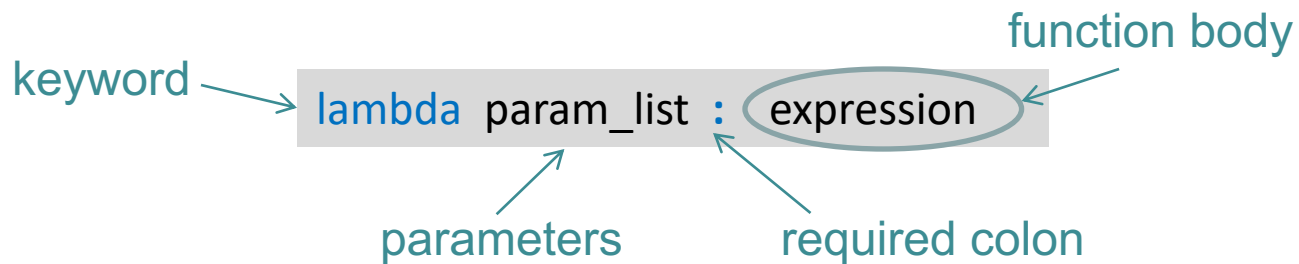 function body
keyword
lambda param_list : expression
parameters required colon